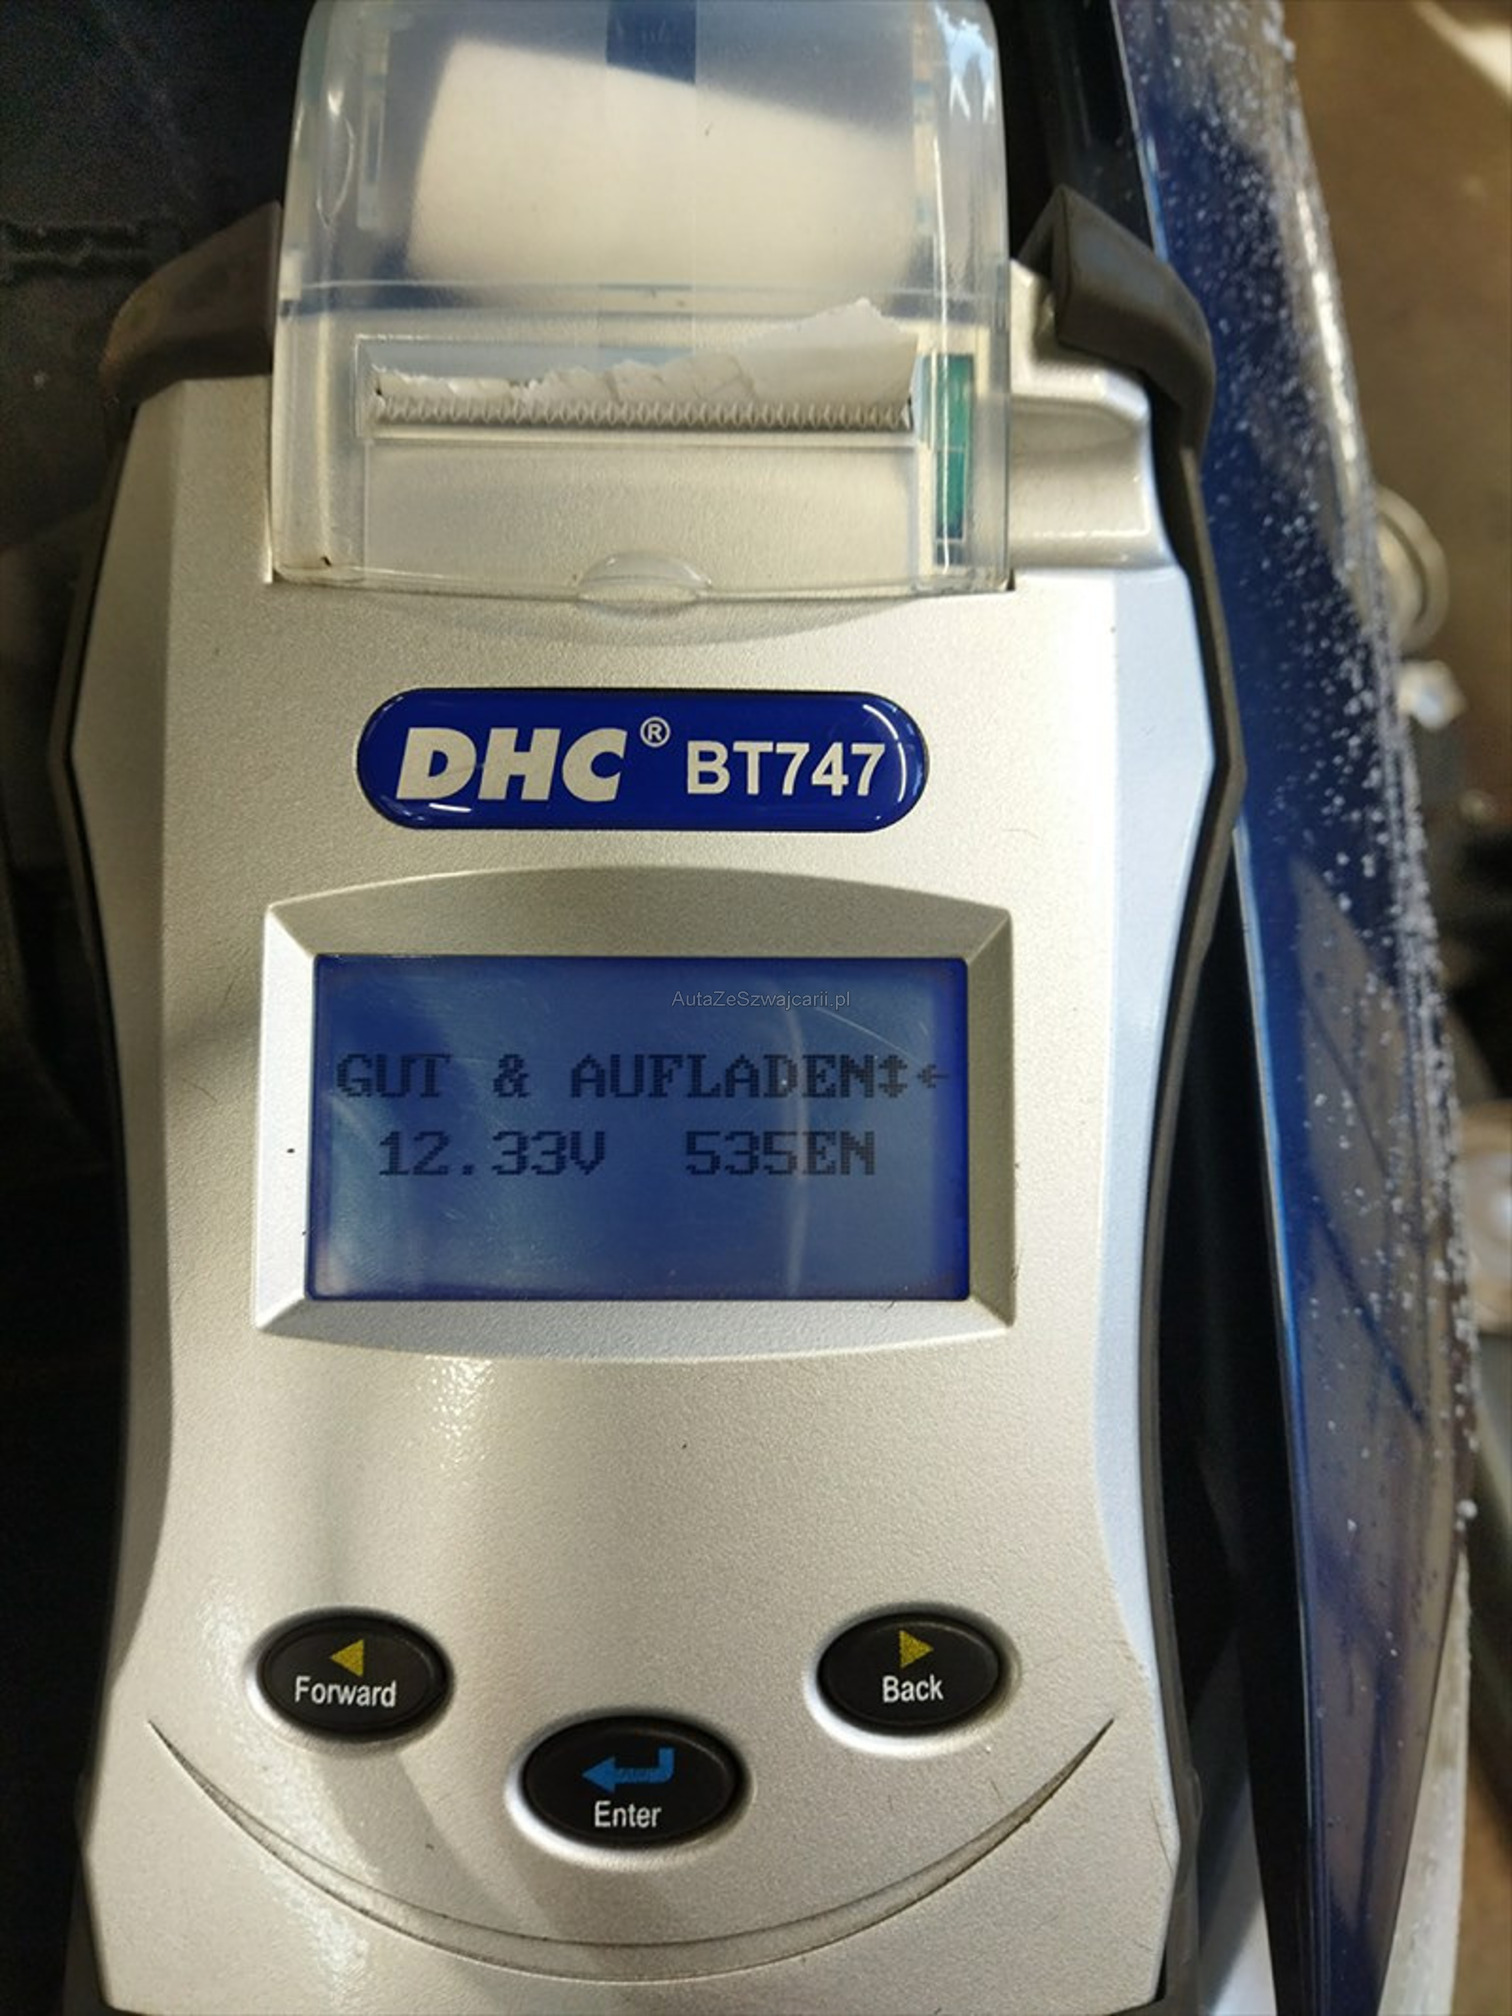 DHC® BT747
AutaZeSzwajcarii.pl
GUT & AUFLADEN↕←
12.33V 535EN
Forward
Back
Enter